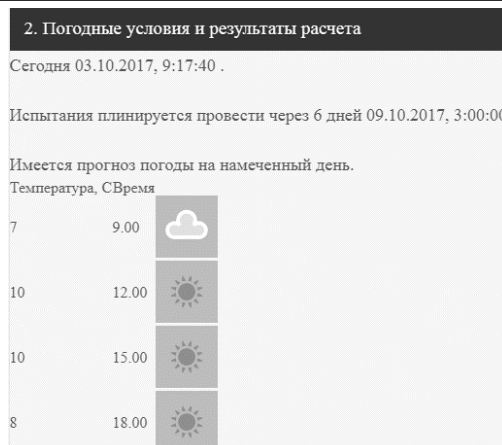 2. Погодные условия и результаты расчета
Сегодня 03.10.2017, 9:17:40 .
Испытания плинируется провести через 6 дней 09.10.2017, 3:00:00
Имеется прогноз погоды на намеченный день.
Температура, СВремя
7 9.00
10 12.00
10 15.00
8 18.00